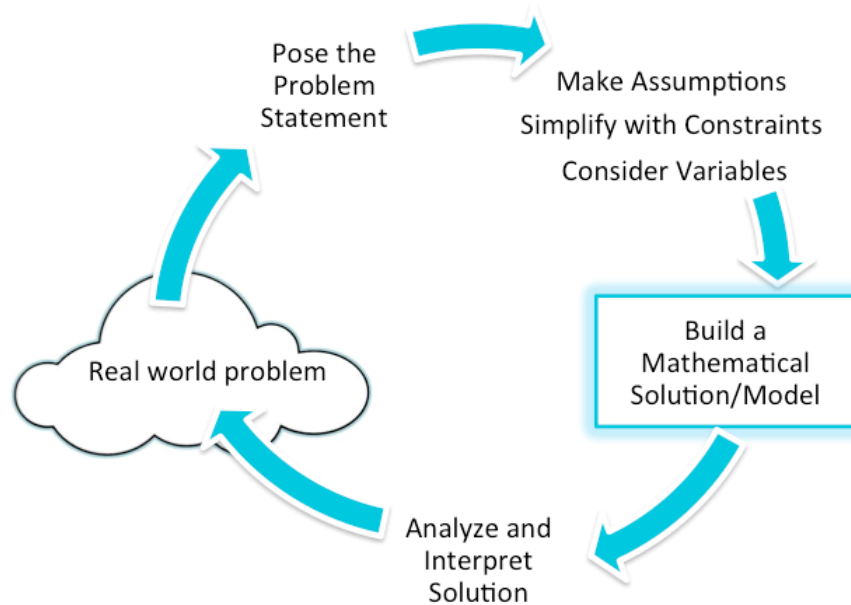 Pose the
Problem
Statement
Make Assumptions
Simplify with Constraints
Consider Variables
Build a
Mathematical
Solution/Model
Analyze and
Interpret
Solution
Real world problem